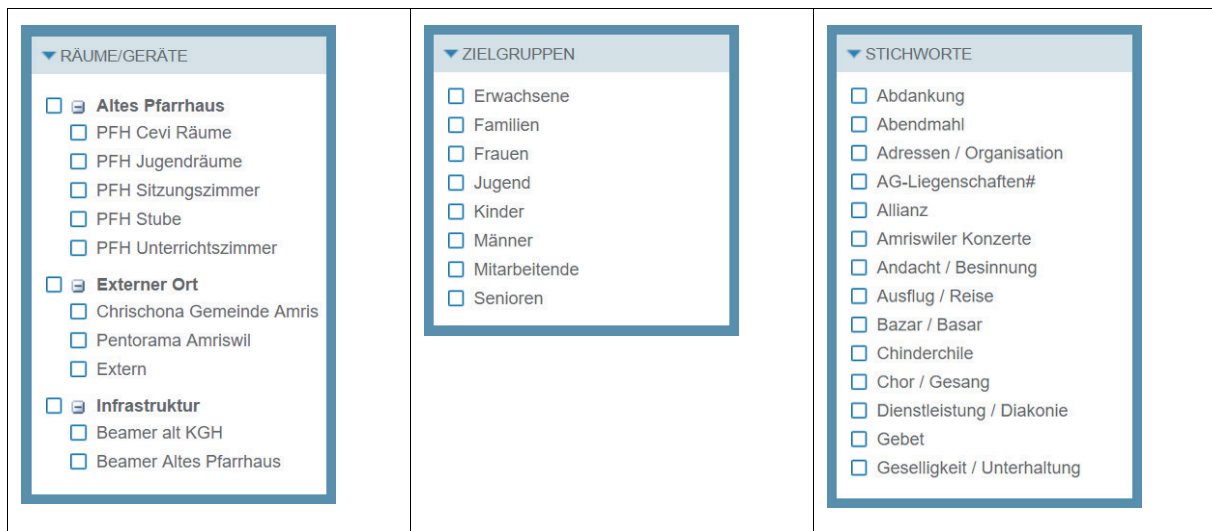 RÄUME/GERÄTE
Altes Pfarrhaus
PFH Cevi Räume
PFH Jugendräume
PFH Sitzungszimmer
PFH Stube
PFH Unterrichtszimmer
Externer Ort
Chrischona Gemeinde Amris
Pentorama Amriswil
Extern
Infrastruktur
Beamer alt KGH
Beamer Altes Pfarrhaus
ZIELGRUPPEN
Erwachsene
Familien
Frauen
Jugend
Kinder
Männer
Mitarbeitende
Senioren
STICHWORTE
Abdankung
Abendmahl
Adressen / Organisation
AG-Liegenschaften#
Allianz
Amriswiler Konzerte
Andacht / Besinnung
Ausflug / Reise
Bazar / Basar
Chinderchile
Chor / Gesang
Dienstleistung / Diakonie
Gebet
Geselligkeit / Unterhaltung